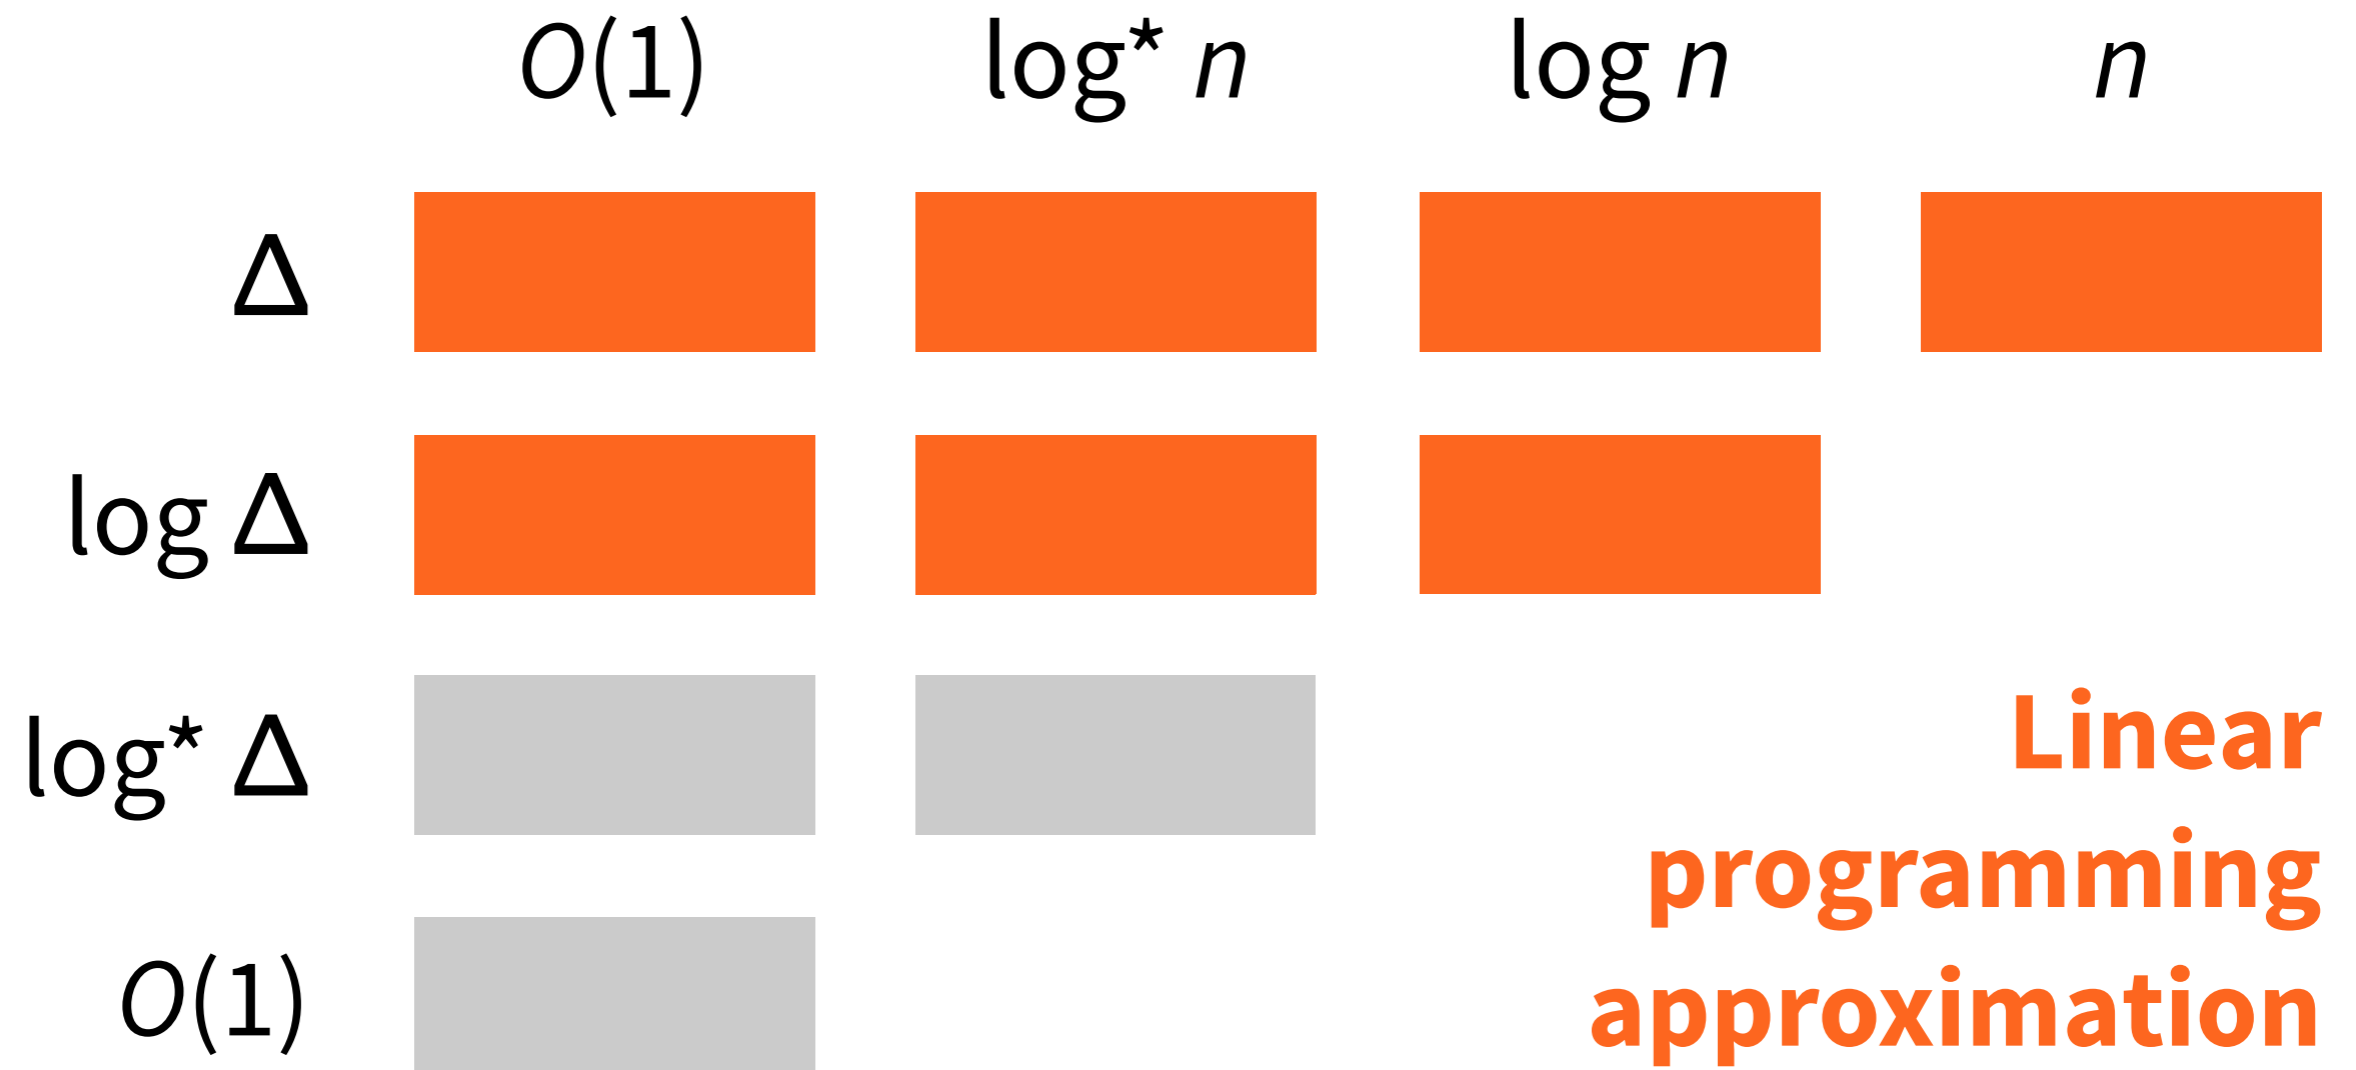 O(1) log* n log n n
Δ
log Δ
log* Δ
Linear
programming
O(1)
approximation